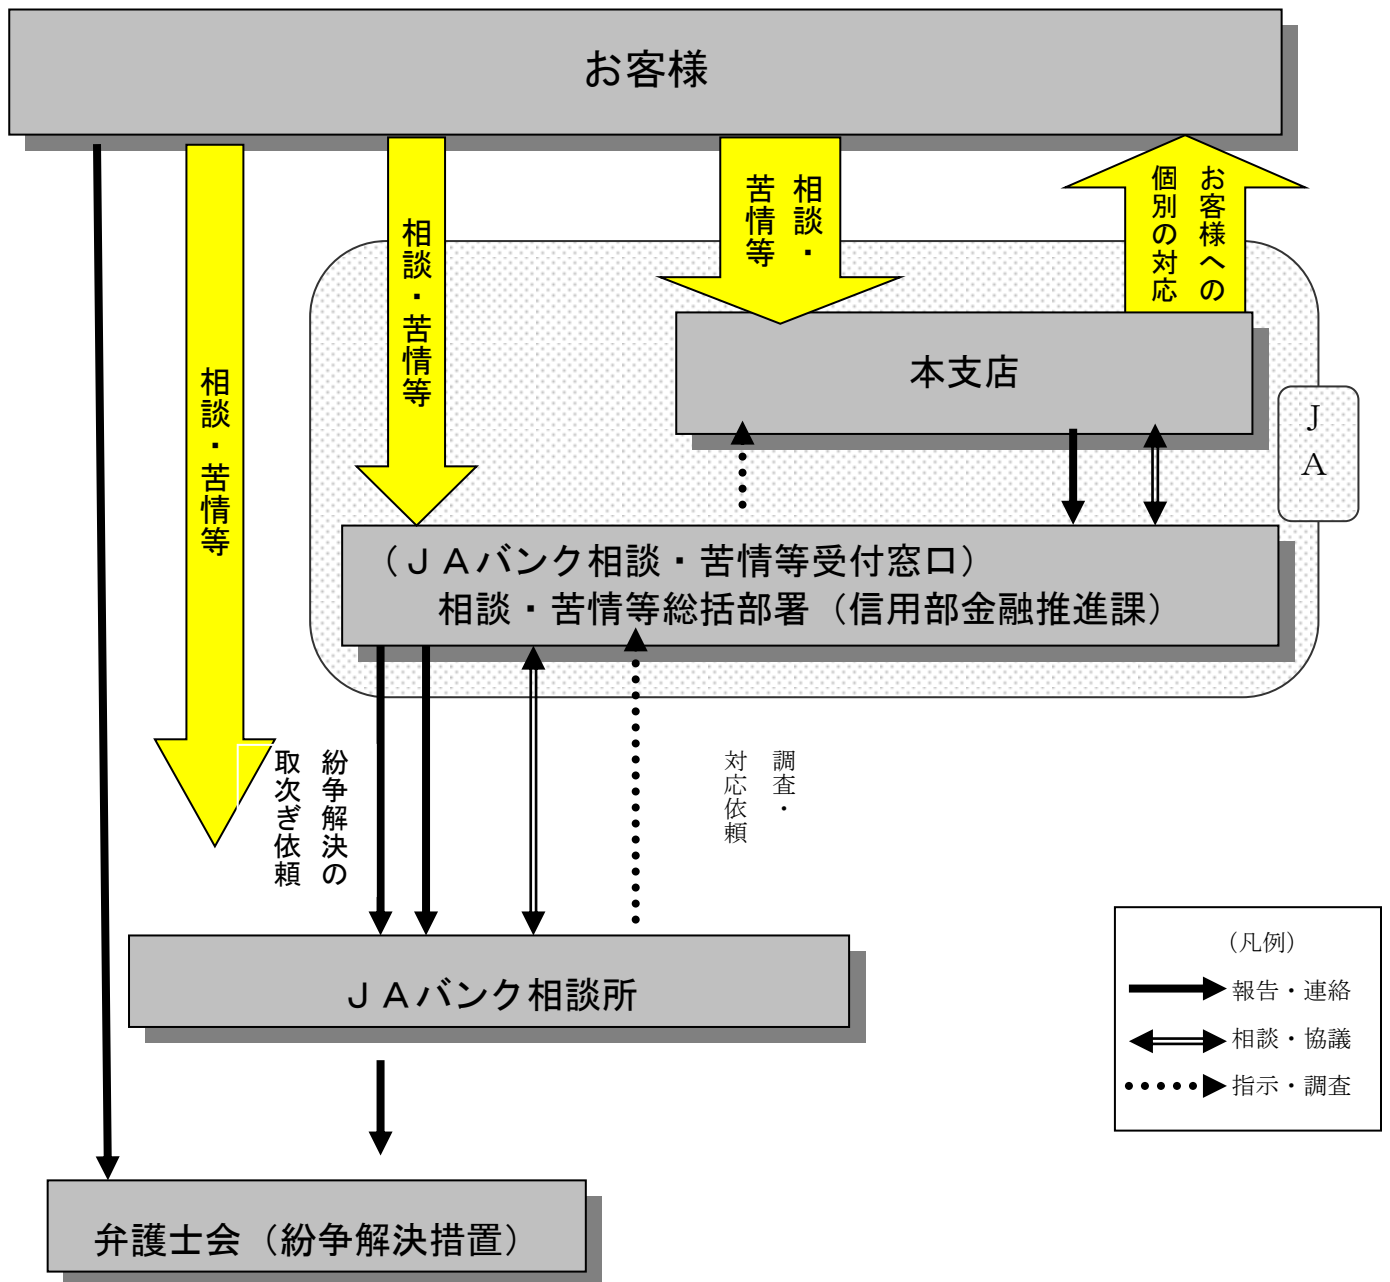 お客様
相談・苦情等
相談・苦情等
相談・
苦情等
お客様への
個別の対応
本支店
ＪＡ
（ＪＡバンク相談・苦情等受付窓口）
相談・苦情等総括部署（信用部金融推進課）
紛争解決の
取次ぎ依頼
調査・
対応依頼
ＪＡバンク相談所
（凡例）
報告・連絡
相談・協議
指示・調査
弁護士会（紛争解決措置）